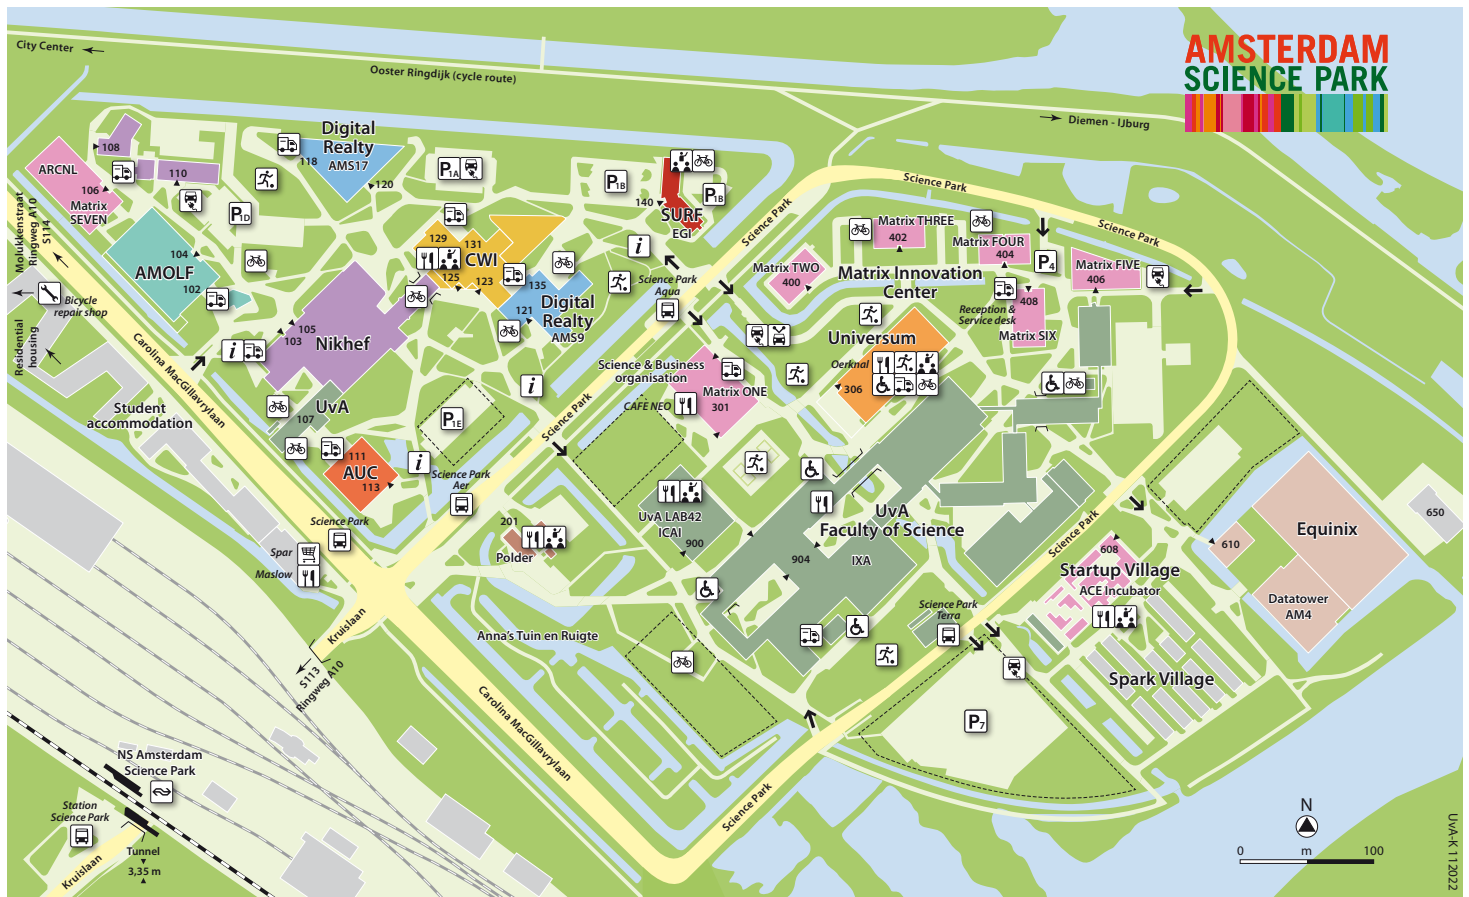 City Center
Ooster Ringdijk (cycle route)
AMSTERDAM
SCIENCE PARK
Diemen - IJburg
108
110
ARCNL
106
Matrix
SEVEN
Digital
Realty
AMS17
118
120
P1A
P1B
P1B
P1D
140
SURF
EGI
Molukkenstraat
Ringweg A10
S114
AMOLF
104
102
129
131
CWI
125
123
135
121
Digital
Realty
AMS9
i
Science Park
Aqua
Science Park
Science Park
Science Park
Matrix THREE
402
Matrix FOUR
404
P4
Matrix FIVE
406
Matrix TWO
400
Matrix Innovation
Center
408
Reception &
Service desk
Matrix SIX
Bicycle
repair shop
Residential
housing
105
103
Nikhef
i
Carolina MacGillavrylaan
Student
accommodation
UvA
107
111
AUC
113
P1E
i
i
Science Park
Science & Business
organisation
CAFE NEO
Matrix ONE
301
Universum
Oerknal
306
Science Park
Aer
Science Park
Spar
Maslow
201
Polder
UvA LAB42
ICAI
900
UvA
Faculty of Science
904
IXA
Science Park
608
Startup Village
ACE Incubator
610
Equinix
Datatower
AM4
650
Science Park
Terra
Spark Village
P7
Kruislaan
S113
Ringweg A10
Anna's Tuin en Ruigte
Carolina MacGillavrylaan
Science Park
NS Amsterdam
Science Park
Station
Science Park
Kruislaan
Tunnel
3,35 m
N
0 m 100
UvA-K 112022